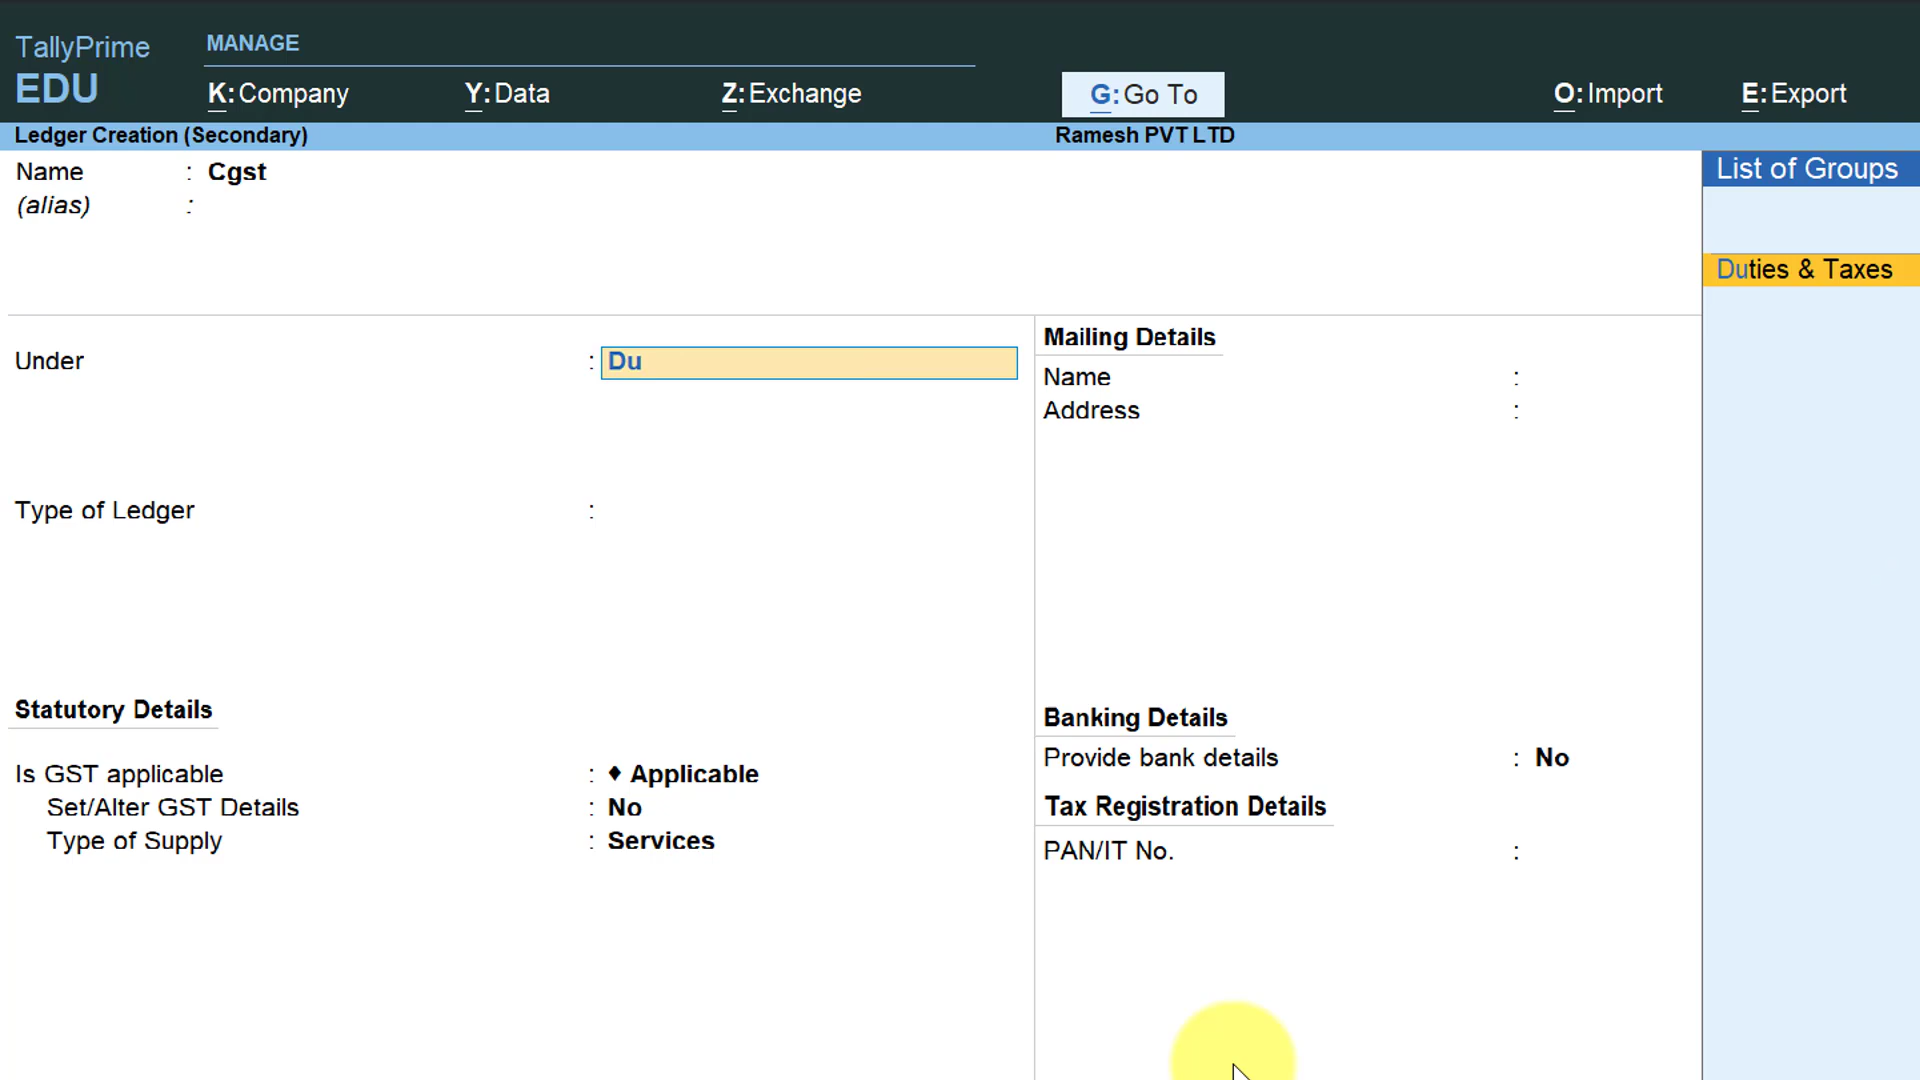 TallyPrime
EDU
MANAGE
K:Company Y:Data Z:Exchange G:Go To O:Import E:Export
Ledger Creation (Secondary) Ramesh PVT LTD
Name : Cgst
(alias) :
List of Groups
Duties & Taxes
Under : Du
Type of Ledger :
Statutory Details
Is GST applicable : ♦ Applicable
Set/Alter GST Details : No
Type of Supply : Services
Mailing Details
Name :
Address :
Banking Details
Provide bank details : No
Tax Registration Details
PAN/IT No. :